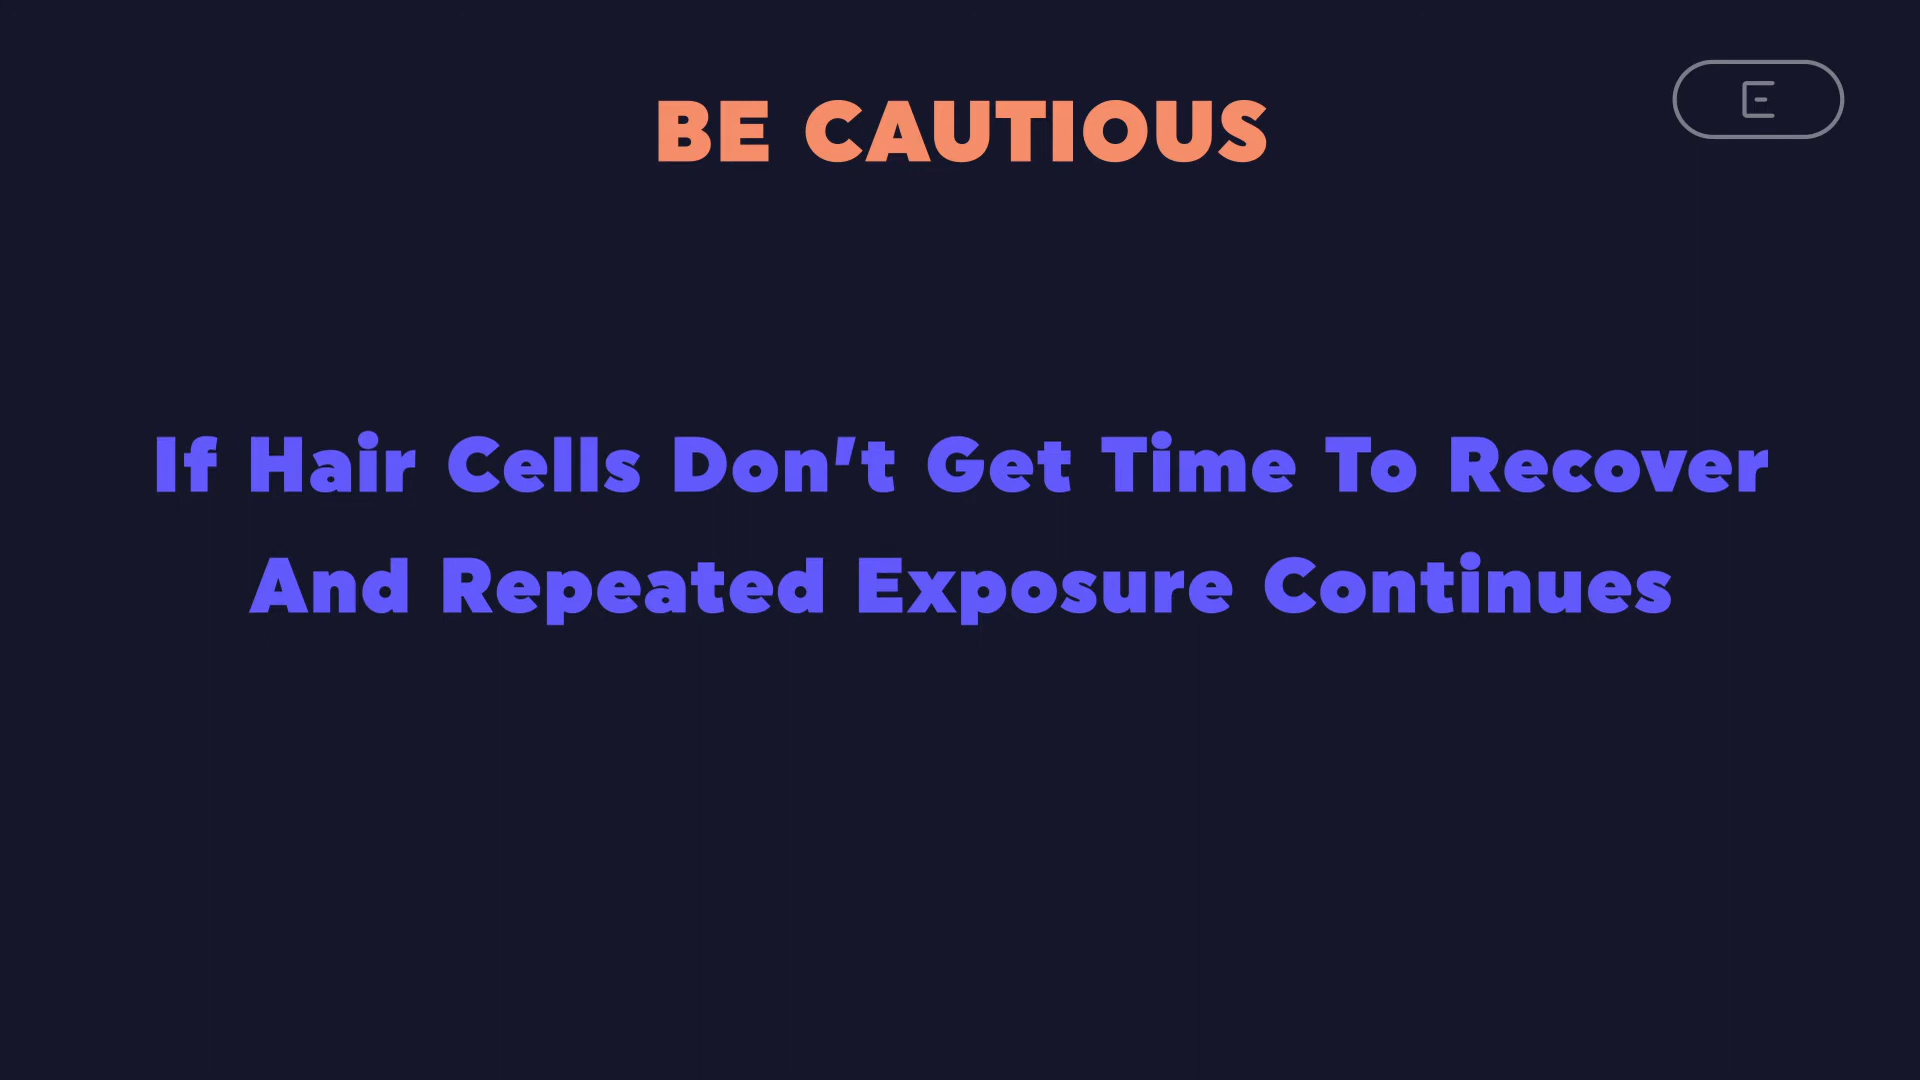 BE CAUTIOUS
E
If Hair Cells Don't Get Time To Recover
And Repeated Exposure Continues